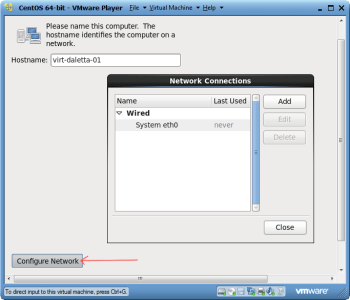 CentOS 64-bit - VMware Player File Virtual Machine Help
Please name this computer. The
hostname identifies the computer on a
network.
Hostname: virt-daletta-01
Network Connections
Name Last Used
Wired
System eth0 never
Add
Edit
Delete
Close
Configure Network
To direct input to this virtual machine, press Ctrl+G.
vmware